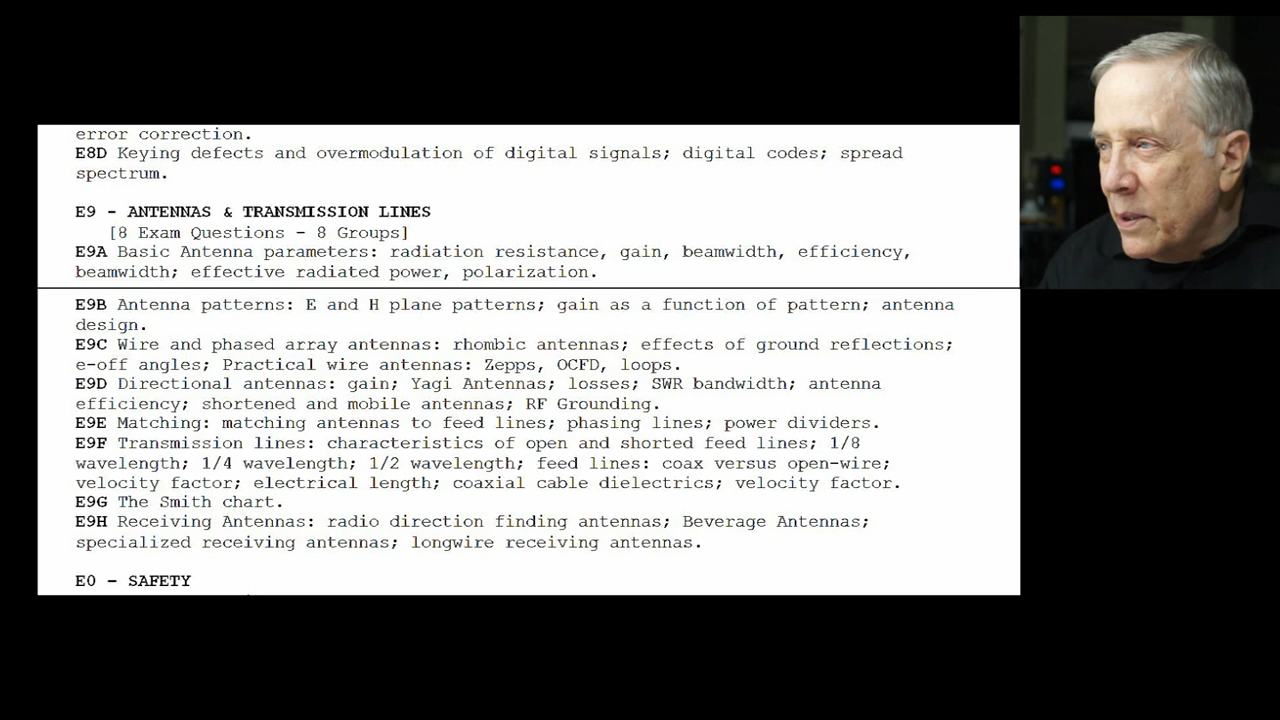 error correction.
E8D Keying defects and overmodulation of digital signals; digital codes; spread
spectrum.
E9 - ANTENNAS & TRANSMISSION LINES
[8 Exam Questions - 8 Groups]
E9A Basic Antenna parameters: radiation resistance, gain, beamwidth, efficiency,
beamwidth; effective radiated power, polarization.
E9B Antenna patterns: E and H plane patterns; gain as a function of pattern; antenna
design.
E9C Wire and phased array antennas: rhombic antennas; effects of ground reflections;
e-off angles; Practical wire antennas: Zepps, OCFD, loops.
E9D Directional antennas: gain; Yagi Antennas; losses; SWR bandwidth; antenna
efficiency; shortened and mobile antennas; RF Grounding.
E9E Matching: matching antennas to feed lines; phasing lines; power dividers.
E9F Transmission lines: characteristics of open and shorted feed lines; 1/8
wavelength; 1/4 wavelength; 1/2 wavelength; feed lines: coax versus open-wire;
velocity factor; electrical length; coaxial cable dielectrics; velocity factor.
E9G The Smith chart.
E9H Receiving Antennas: radio direction finding antennas; Beverage Antennas;
specialized receiving antennas; longwire receiving antennas.
E0 – SAFETY